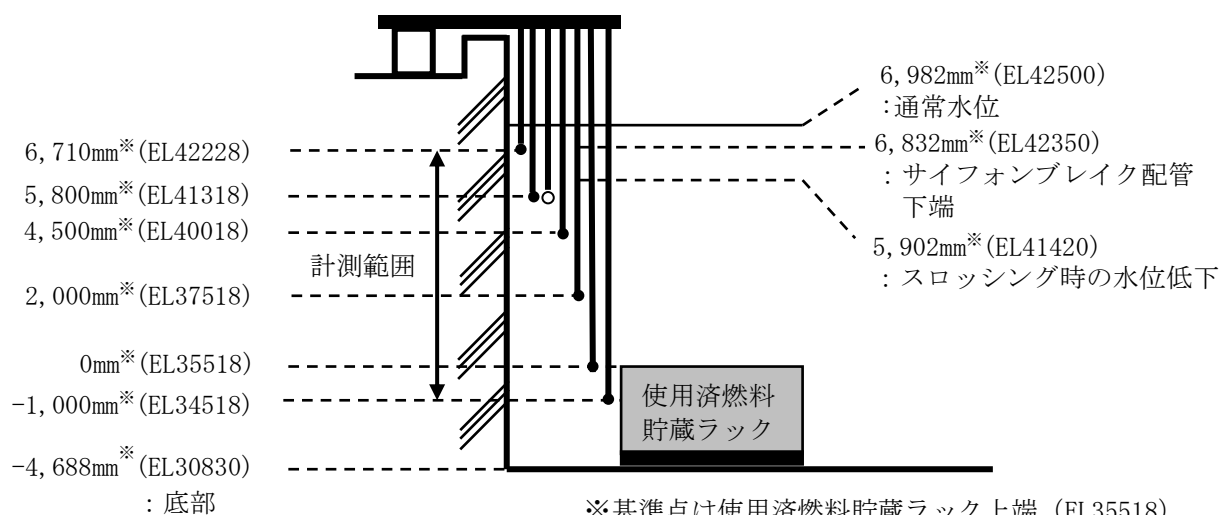 6,982mm※(EL42500)
:通常水位
6,832mm※(EL42350)
:サイフォンブレイク配管
下端
5,902mm※(EL41420)
:スロッシング時の水位低下
6,710mm※(EL42228)
5,800mm※(EL41318)
4,500mm※(EL40018)
計測範囲
2,000mm※(EL37518)
0mm※(EL35518)
-1,000mm※(EL34518)
-4,688mm※(EL30830)
:底部
使用済燃料
貯蔵ラック
※基準点は使用済燃料貯蔵ラック上端(EL35518)